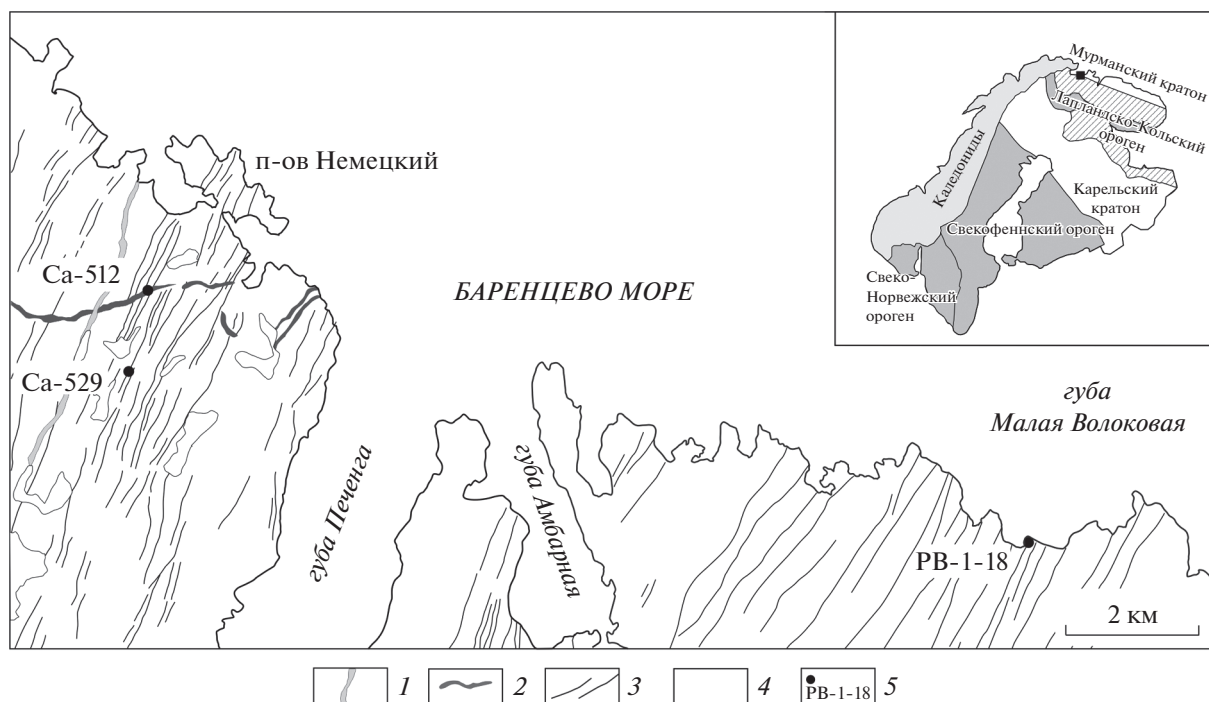 п-ов Немецкий
Ca-512
Ca-529
БАРЕНЦЕВО МОРЕ
губа Печенга
губа Амбарная
губа
Малая Волоковая
РВ-1-18
2 км
Мурманский кратон
Лапландско-Кольский
ороген
Каледониды
Карельский
кратон
Свекофеннский ороген
Свеко-
Норвежский
ороген
1
2
3
4
РВ-1-18
5